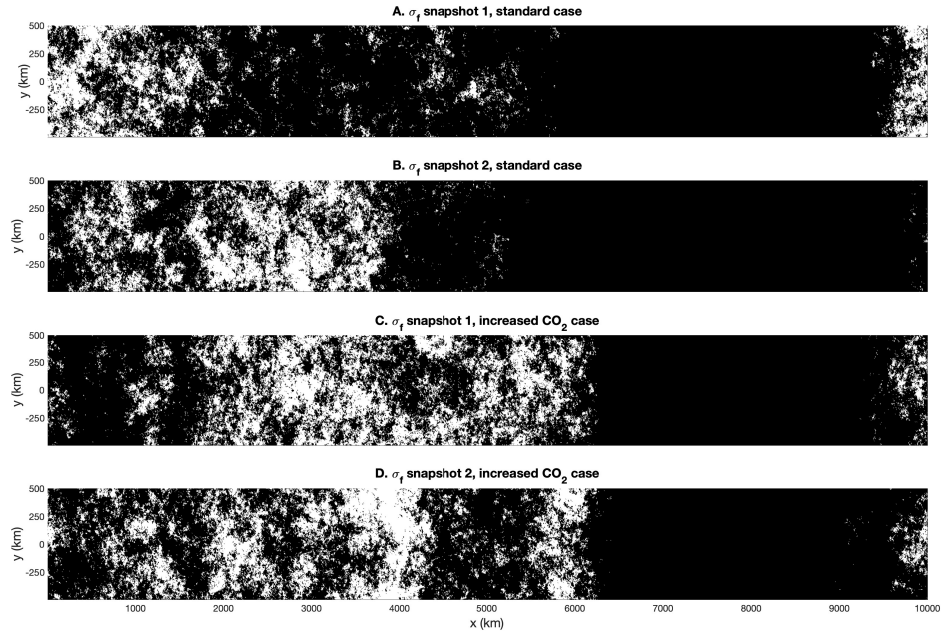 A. σf snapshot 1, standard case
500
250
0
-250
y (km)
B. σf snapshot 2, standard case
500
250
0
-250
y (km)
C. σf snapshot 1, increased CO2 case
500
250
0
-250
y (km)
D. σf snapshot 2, increased CO2 case
500
250
0
-250
y (km)
1000 2000 3000 4000 5000 6000 7000 8000 9000 10000
x (km)